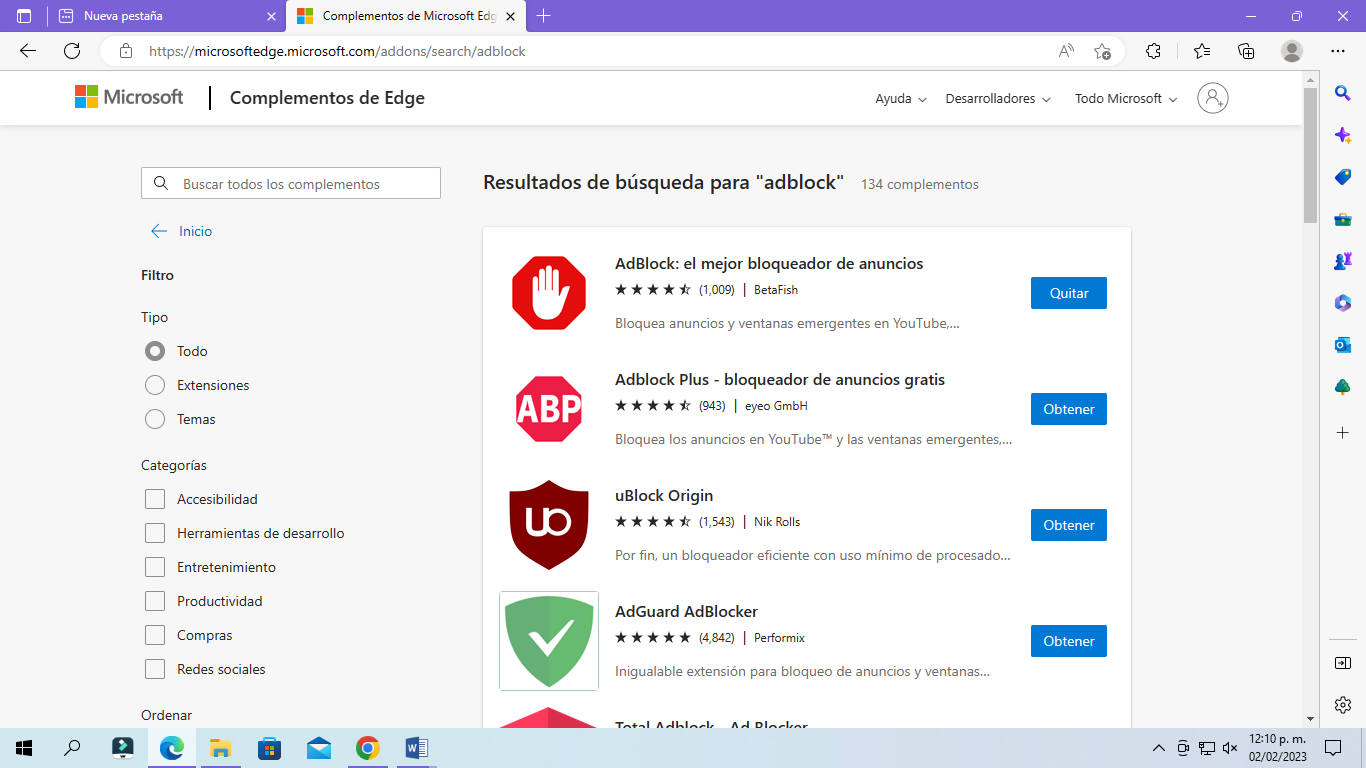 Nueva pestaña
Complementos de Microsoft Edg
https://microsoftedge.microsoft.com/addons/search/adblock
Microsoft
Complementos de Edge
Ayuda
Desarrolladores
Todo Microsoft
Buscar todos los complementos
Inicio
Filtro
Tipo
Todo
Extensiones
Temas
Categorías
Accesibilidad
Herramientas de desarrollo
Entretenimiento
Productividad
Compras
Redes sociales
Ordenar
Resultados de búsqueda para "adblock" 134 complementos
AdBlock: el mejor bloqueador de anuncios
(1,009) | BetaFish
Bloquea anuncios y ventanas emergentes en YouTube,...
Quitar
ABP
Adblock Plus - bloqueador de anuncios gratis
(943) | eyeo GmbH
Bloquea los anuncios en YouTube™ y las ventanas emergentes,...
Obtener
uo
uBlock Origin
(1,543) | Nik Rolls
Por fin, un bloqueador eficiente con uso mínimo de procesado...
Obtener
AdGuard AdBlocker
(4,842) | Performix
Inigualable extensión para bloqueo de anuncios y ventanas...
Obtener
Total Adblock - Ad Blocker
12:10 p. m.
02/02/2023